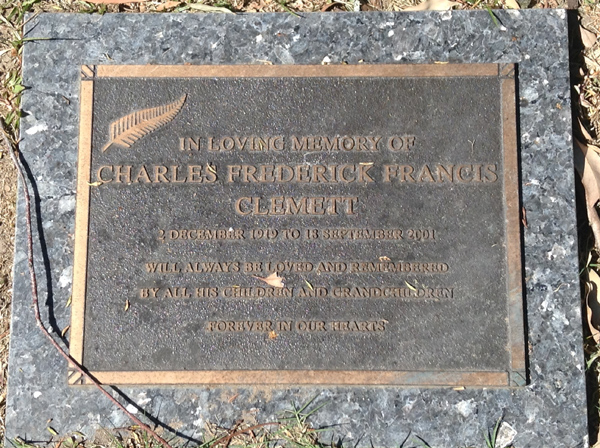 IN LOVING MEMORY OF
CHARLES FREDERICK FRANCIS
CLEMETT
2 DECEMBER 1919 TO 18 SEPTEMBER 2001
WILL ALWAYS BE LOVED AND REMEMBERED
BY ALL HIS CHILDREN AND GRANDCHILDREN
FOREVER IN OUR HEARTS